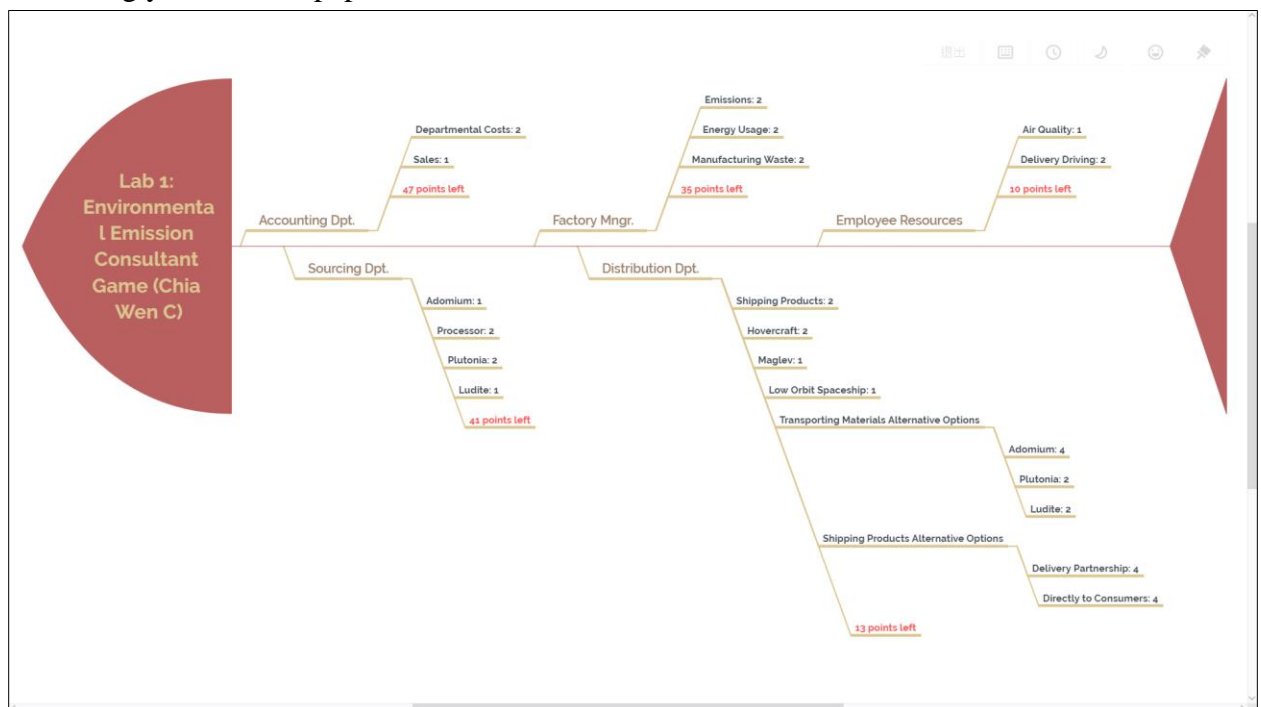 Lab 1:
Environmenta
l Emission
Consultant
Game (Chia
Wen C)
退出
Accounting Dpt.
Departmental Costs: 2
Sales: 1
47 points left
Sourcing Dpt.
Adomium: 1
Processor: 2
Plutonia: 2
Ludite: 1
41 points left
Factory Mngr.
Emissions: 2
Energy Usage: 2
Manufacturing Waste: 2
35 points left
Distribution Dpt.
Shipping Products: 2
Hovercraft: 2
Maglev: 1
Low Orbit Spaceship: 1
Transporting Materials Alternative Options
Adomium: 4
Plutonia: 2
Ludite: 2
Shipping Products Alternative Options
Delivery Partnership: 4
Directly to Consumers: 4
13 points left
Employee Resources
Air Quality: 1
Delivery Driving: 2
10 points left